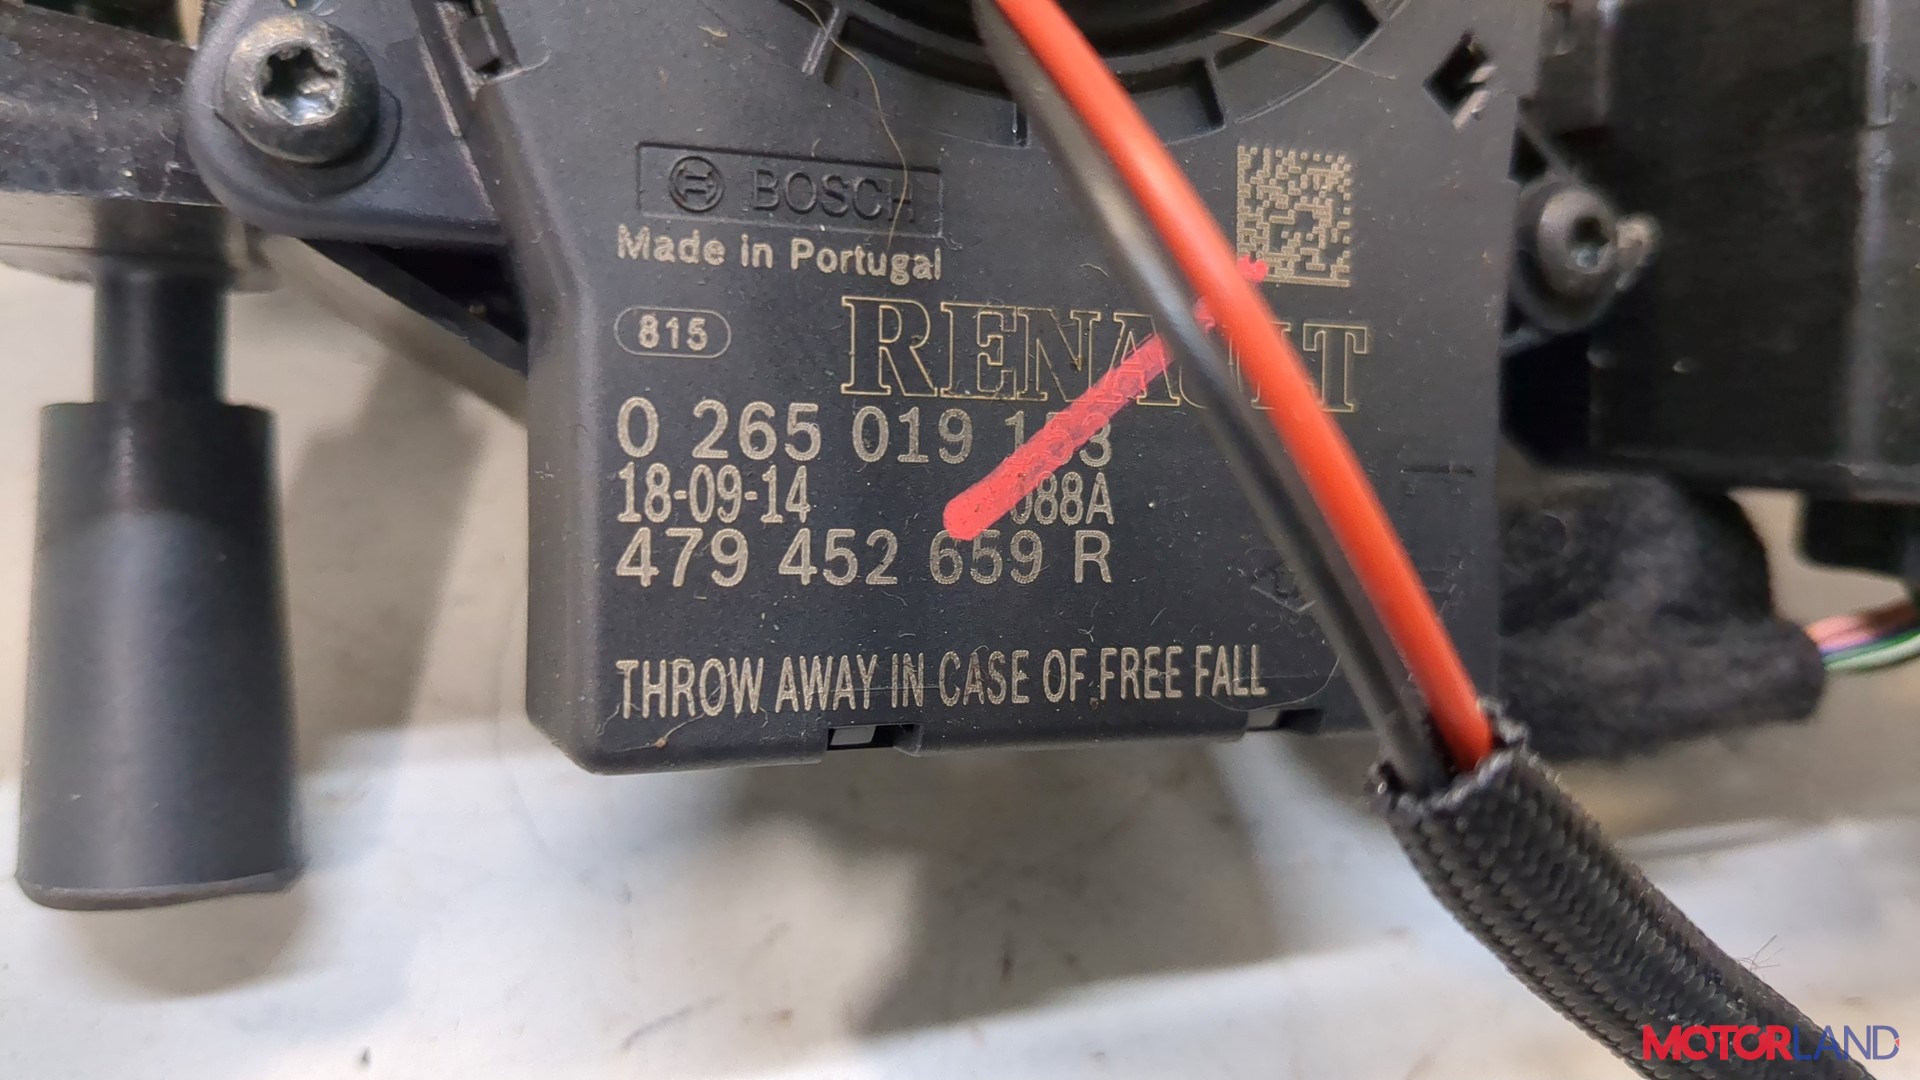 BOSCH
Made in Portugal
815
RENAULT
0 265 019
18-09-14
479 452 659 R
THROW AWAY IN CASE OF FREE FALL
MOTORLAND